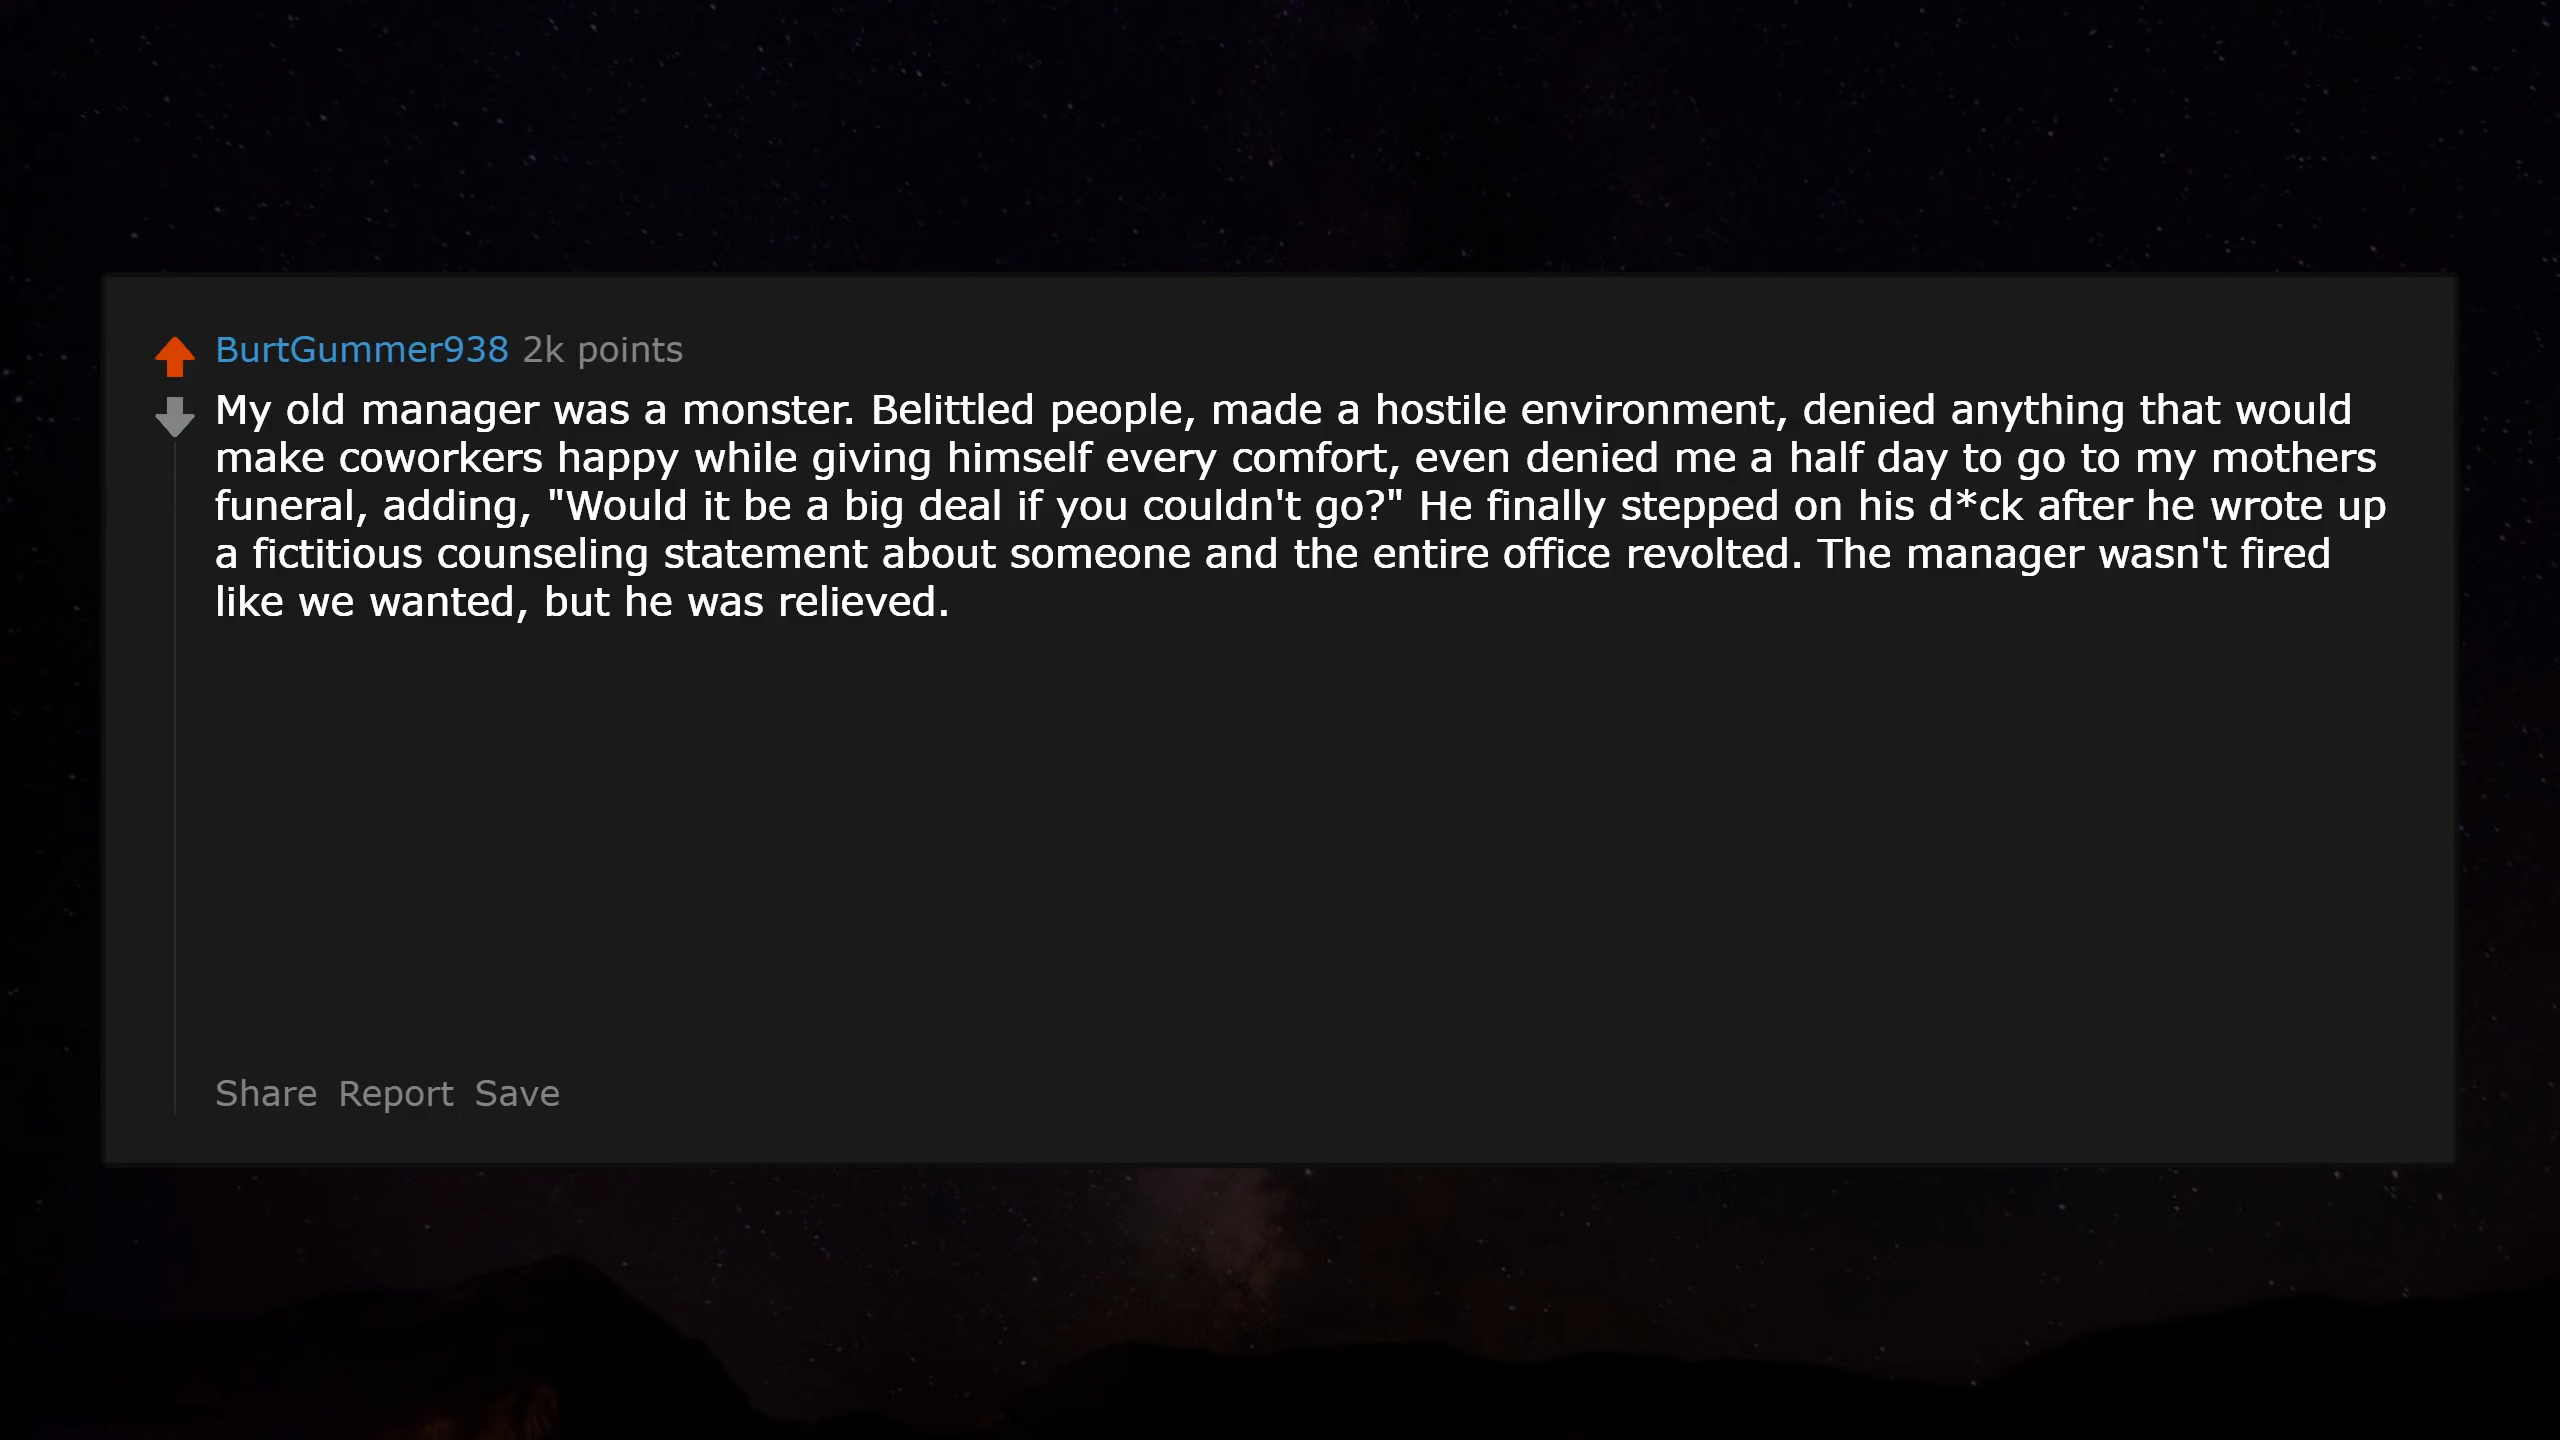 BurtGummer938 2k points
My old manager was a monster. Belittled people, made a hostile environment, denied anything that would
make coworkers happy while giving himself every comfort, even denied me a half day to go to my mothers
funeral, adding, "Would it be a big deal if you couldn't go?" He finally stepped on his d*ck after he wrote up
a fictitious counseling statement about someone and the entire office revolted. The manager wasn't fired
like we wanted, but he was relieved.
Share Report Save